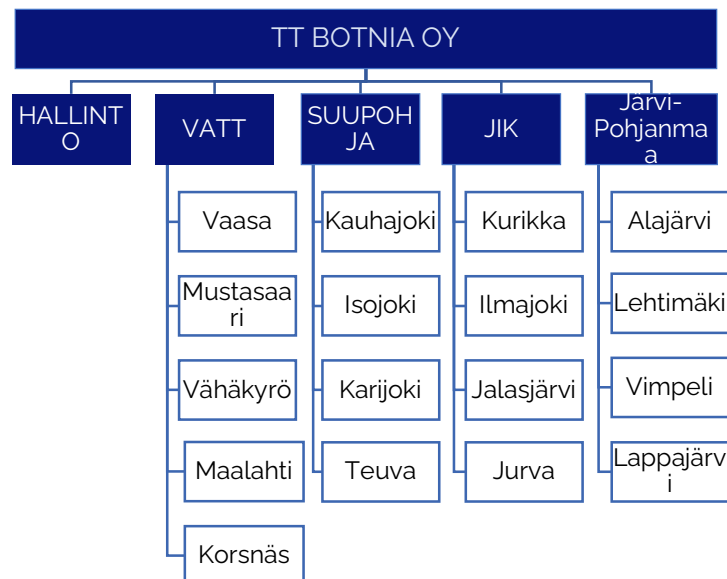 TT BOTNIA OY
HALLINT
O
VATT
SUUPOH
JA
JIK
Järvi-
Pohjanma
a
Vaasa
Mustasaa
ri
Vähäkyrö
Maalahti
Korsnäs
Kauhajoki
Isojoki
Karijoki
Teuva
Kurikka
Ilmajoki
Jalasjärvi
Jurva
Alajärvi
Lehtimäki
Vimpeli
Lappajärv
i